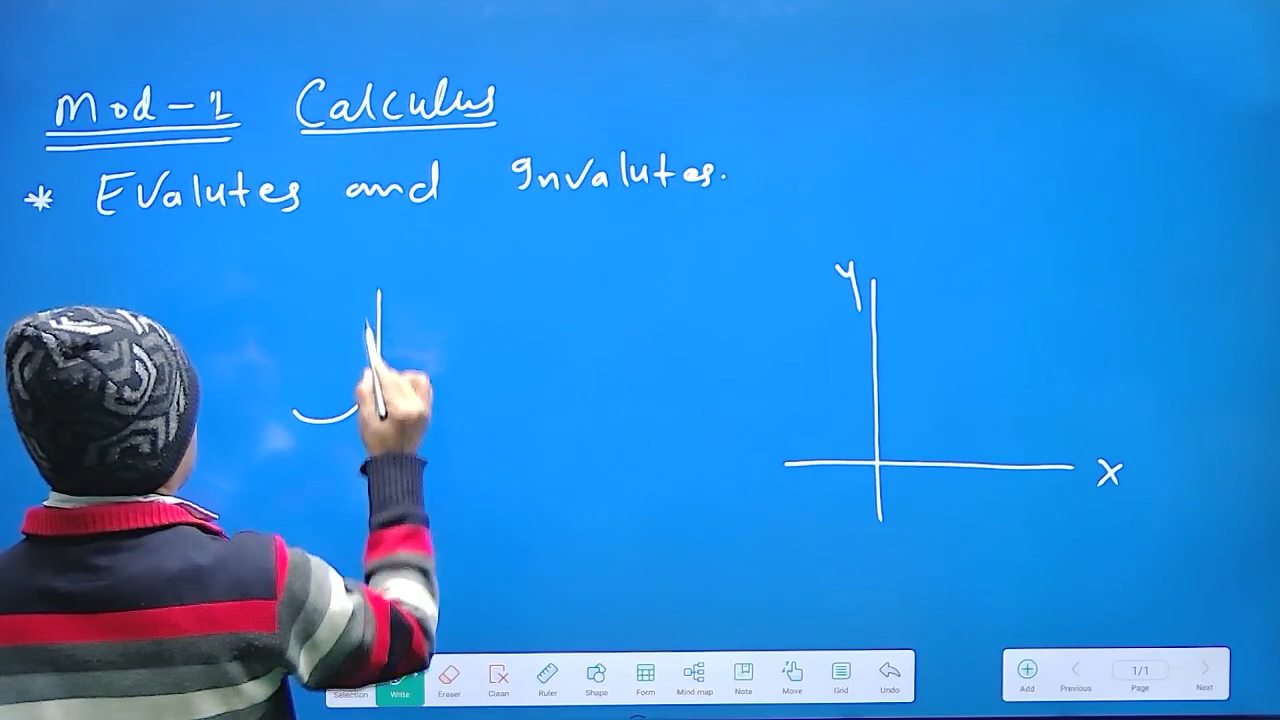 Mod-1 Calculus
* Evalutes and Invalutes.
Y
X
Selection Write Eraser Clean Ruler Shape Form Mind map Note Move Grid Undo
Add Previous 1/1 Page Next